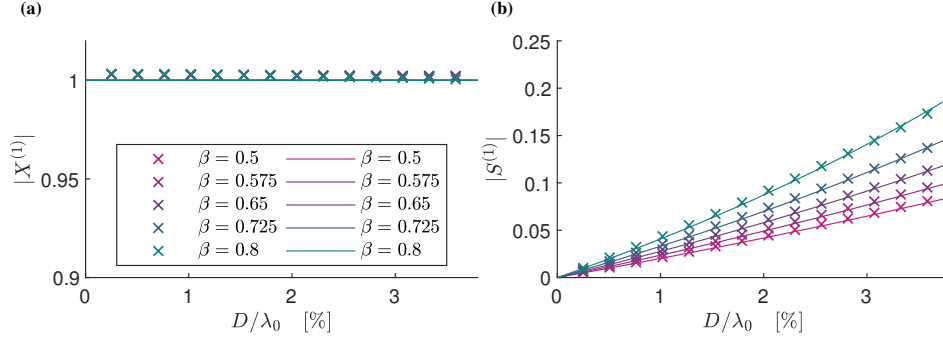 (a)
|X^(1)|
1
0.95
0.9
β = 0.5 β = 0.5
β = 0.575 β = 0.575
β = 0.65 β = 0.65
β = 0.725 β = 0.725
β = 0.8 β = 0.8
0 1 2 3
D/λ₀ [%]
(b)
|S^(1)|
0.25
0.2
0.15
0.1
0.05
0
0 1 2 3
D/λ₀ [%]